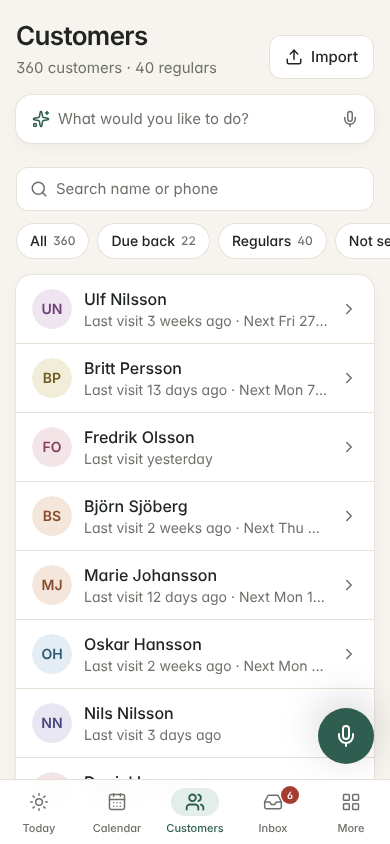 Customers
360 customers · 40 regulars
Import
What would you like to do?
Search name or phone
All 360
Due back 22
Regulars 40
Not se
UN
Ulf Nilsson
Last visit 3 weeks ago · Next Fri 27...
BP
Britt Persson
Last visit 13 days ago · Next Mon 7...
FO
Fredrik Olsson
Last visit yesterday
BS
Björn Sjöberg
Last visit 2 weeks ago · Next Thu ...
MJ
Marie Johansson
Last visit 12 days ago · Next Mon 1...
OH
Oskar Hansson
Last visit 2 weeks ago · Next Mon ...
NN
Nils Nilsson
Last visit 3 days ago
6
Today
Calendar
Customers
Inbox
More